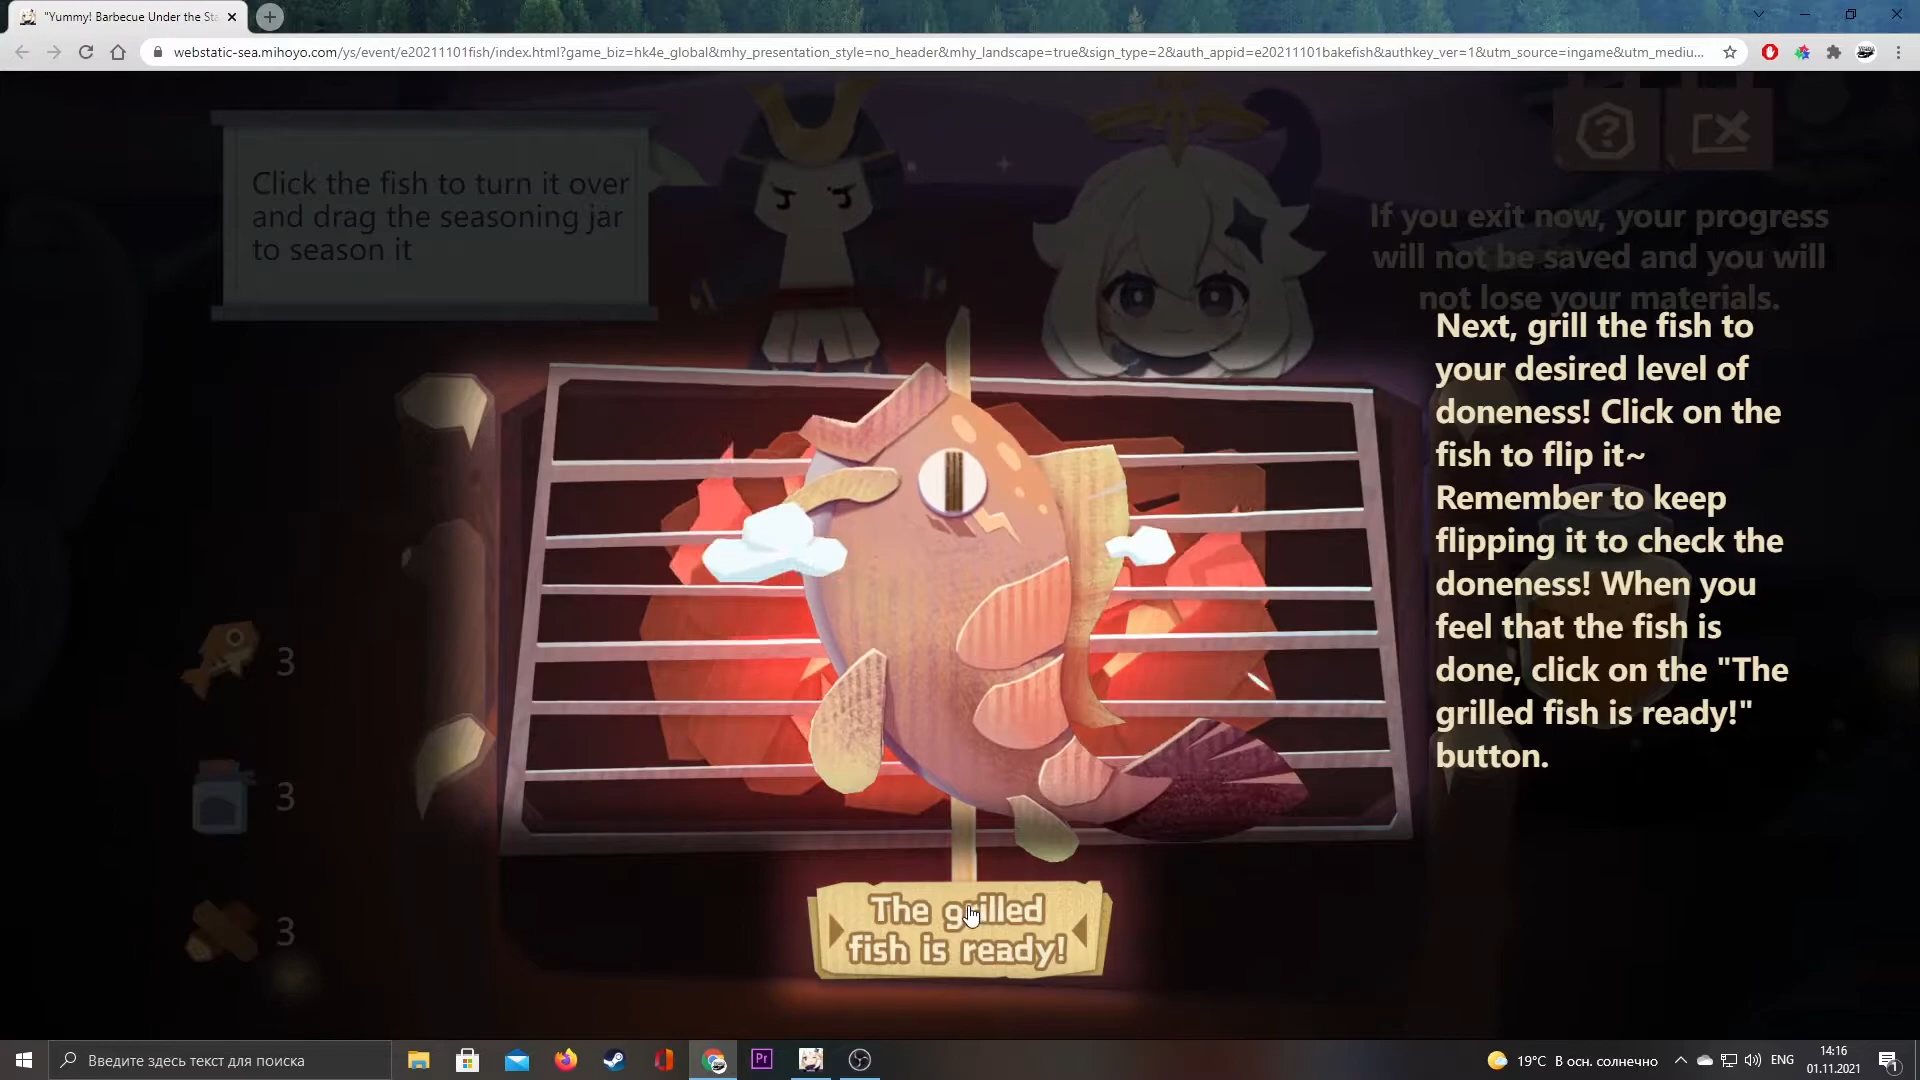 "Yummy! Barbecue Under the Sta
webstatic-sea.mihoyo.com/ys/event/e20211101fish/index.html?game_biz=hk4e_global&mhy_presentation_style=no_header&mhy_landscape=true&sign_type=2&auth_appid=e20211101bakefish&authkey_ver=1&utm_source=ingame&utm_mediu...
Click the fish to turn it over
and drag the seasoning jar
to season it
If you exit now, your progress
will not be saved and you will
not lose your materials.
Next, grill the fish to
your desired level of
doneness! Click on the
fish to flip it~
Remember to keep
flipping it to check the
doneness! When you
feel that the fish is
done, click on the "The
grilled fish is ready!"
button.
3
3
3
The grilled
fish is ready!
Введите здесь текст для поиска
Pr
19°C В осн. солнечно
ENG
14:16
01.11.2021
1